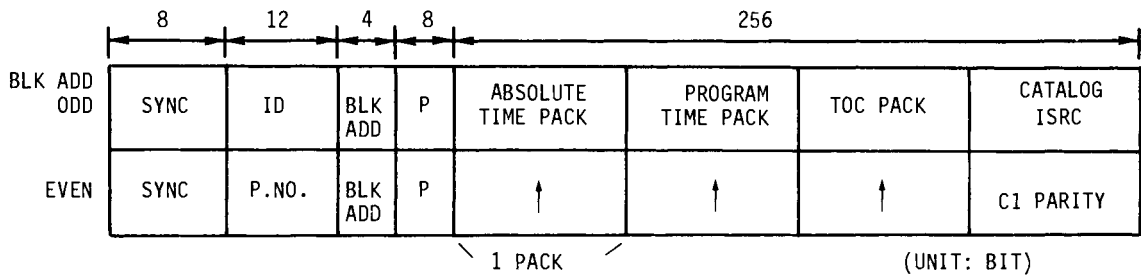 8 12 4 8 256
BLK ADD ODD SYNC ID BLK ADD P ABSOLUTE TIME PACK PROGRAM TIME PACK TOC PACK CATALOG ISRC
EVEN SYNC P.NO. BLK ADD P ↑ ↑ ↑ C1 PARITY
1 PACK (UNIT: BIT)